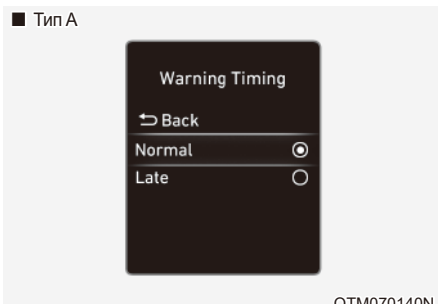 ■ Тип A
Warning Timing
⮌ Back
Normal
Late
OTM070140N